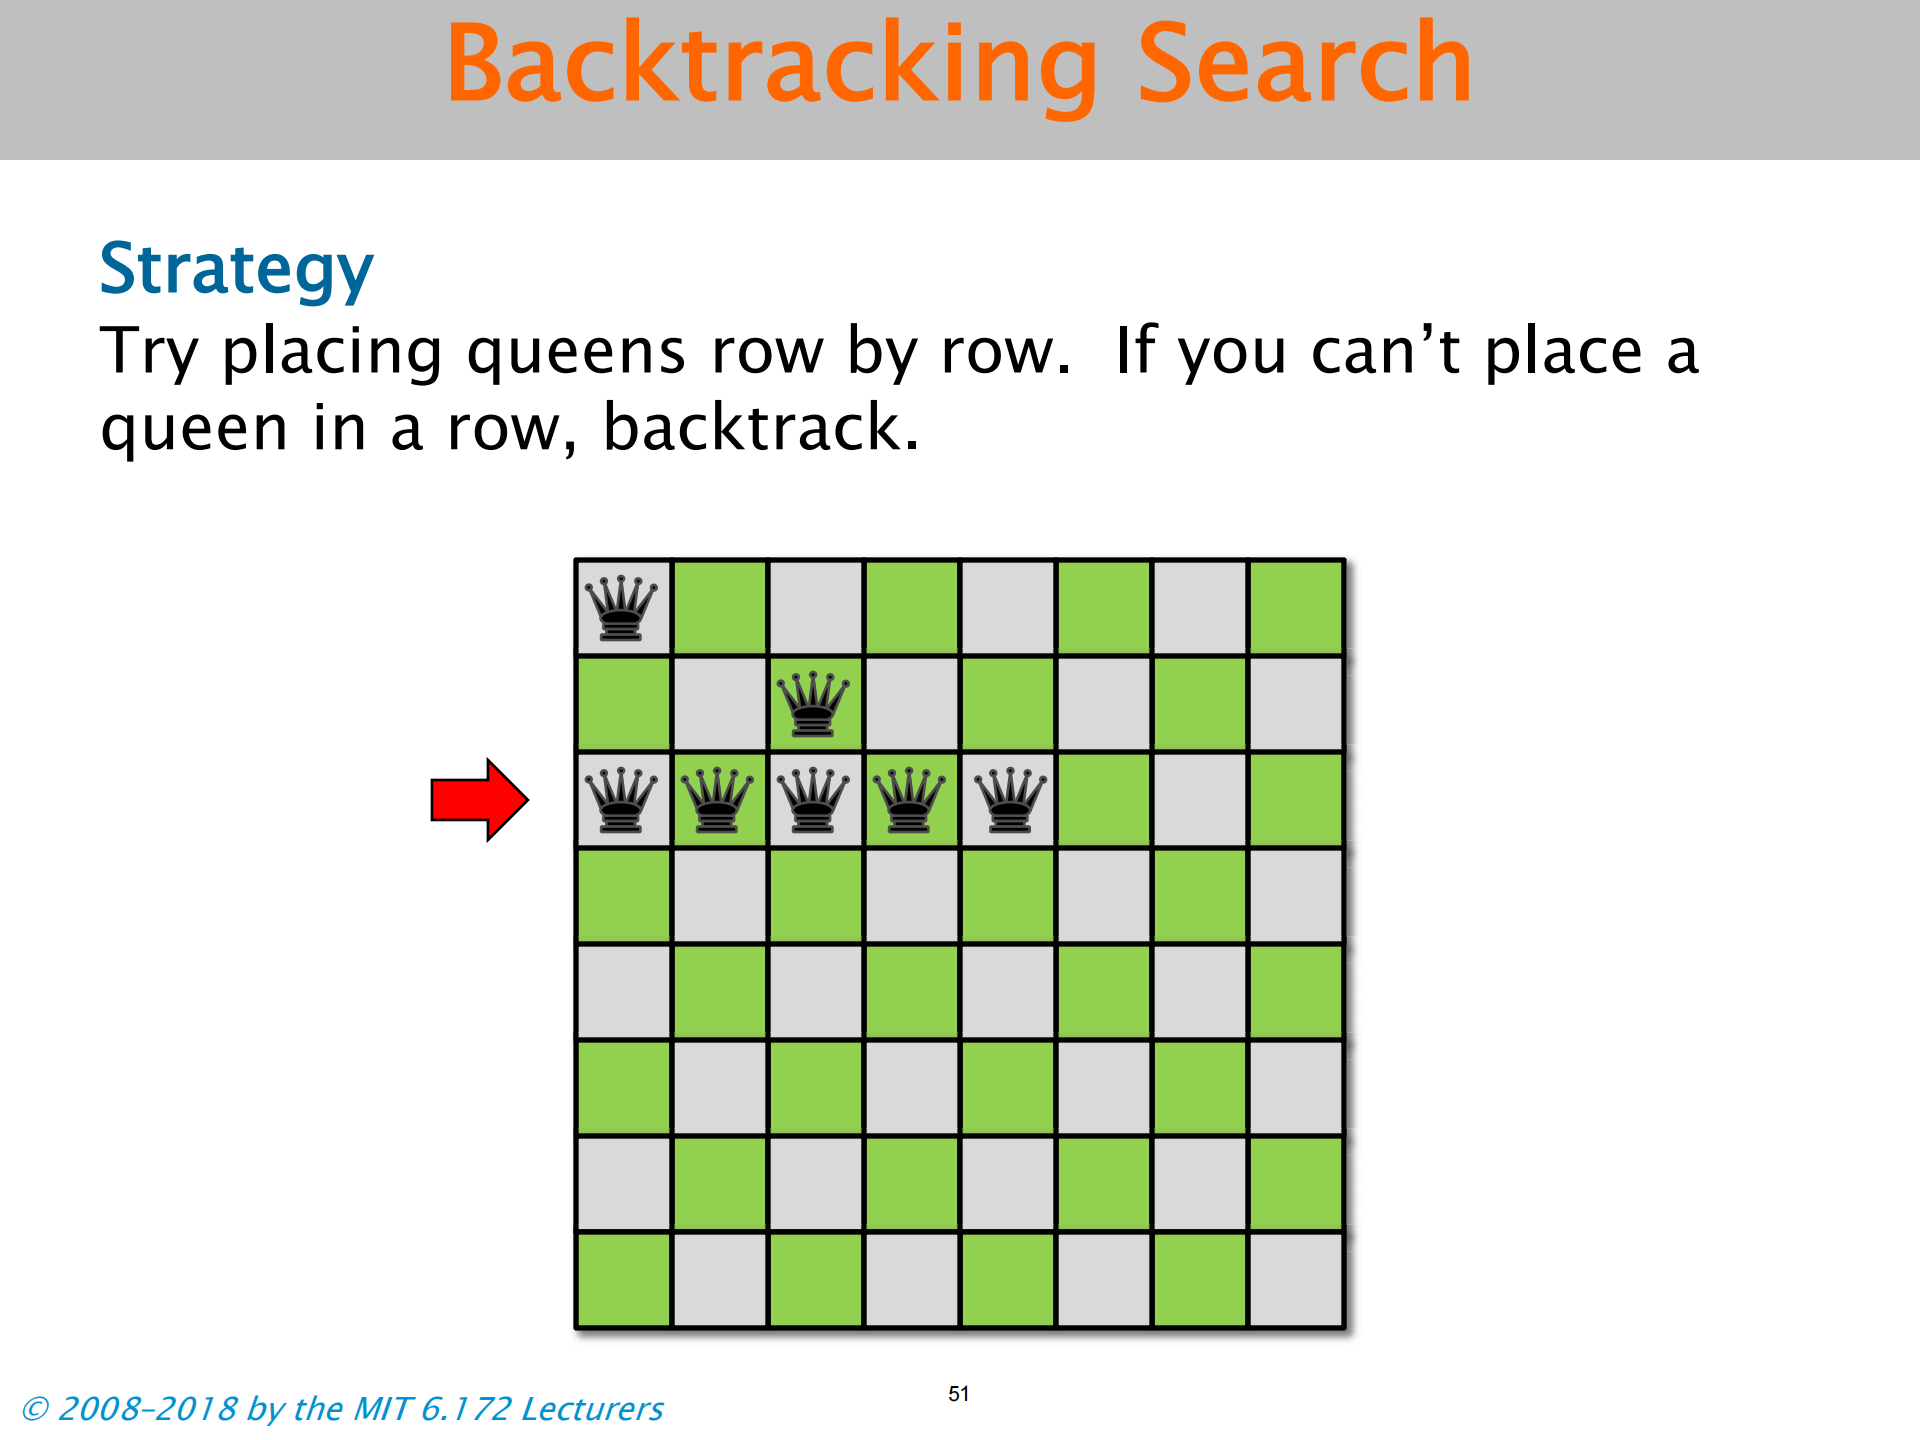 Backtracking Search
Strategy
Try placing queens row by row.  If you can’t place a
queen in a row, backtrack.
© 2008–2018 by the MIT 6.172 Lecturers
51